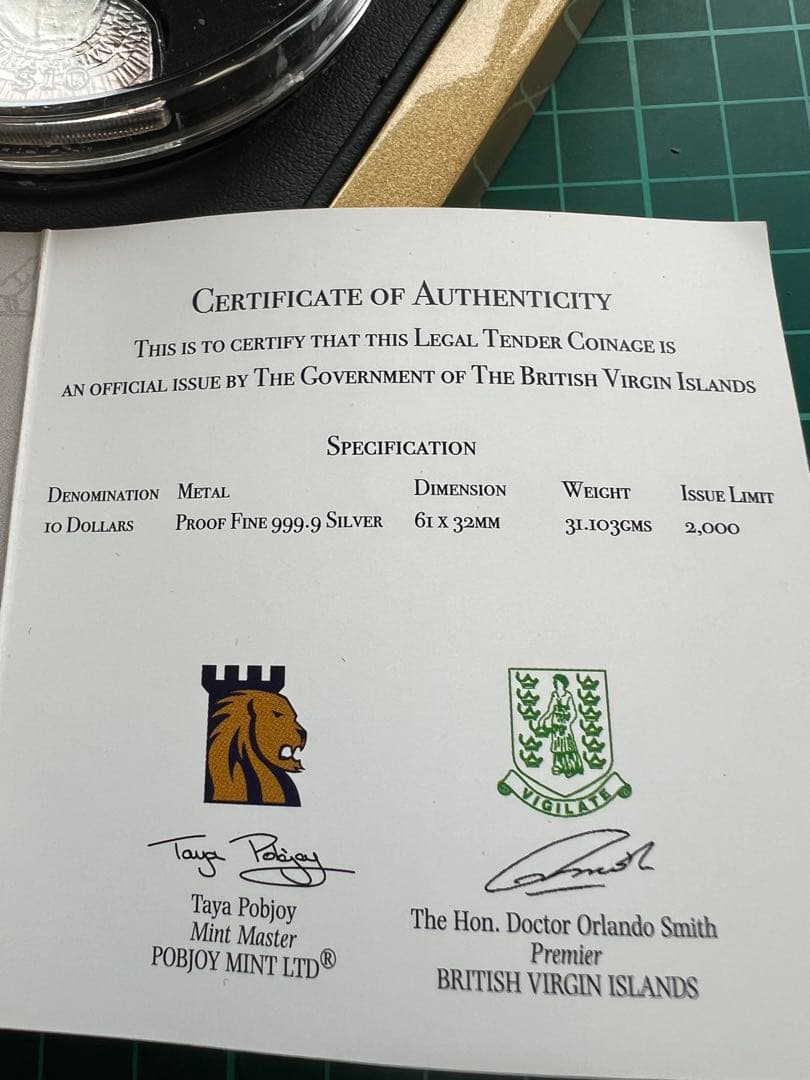 CERTIFICATE OF AUTHENTICITY
THIS IS TO CERTIFY THAT THIS LEGAL TENDER COINAGE IS
AN OFFICIAL ISSUE BY THE GOVERNMENT OF THE BRITISH VIRGIN ISLANDS
SPECIFICATION
DENOMINATION METAL DIMENSION WEIGHT ISSUE LIMIT
10 DOLLARS PROOF FINE 999.9 SILVER 61 X 32MM 31.103GMS 2,000
VIGILATE
Taya Pobjoy
Taya Pobjoy
Mint Master
POBJOY MINT LTD®
The Hon. Doctor Orlando Smith
Premier
BRITISH VIRGIN ISLANDS